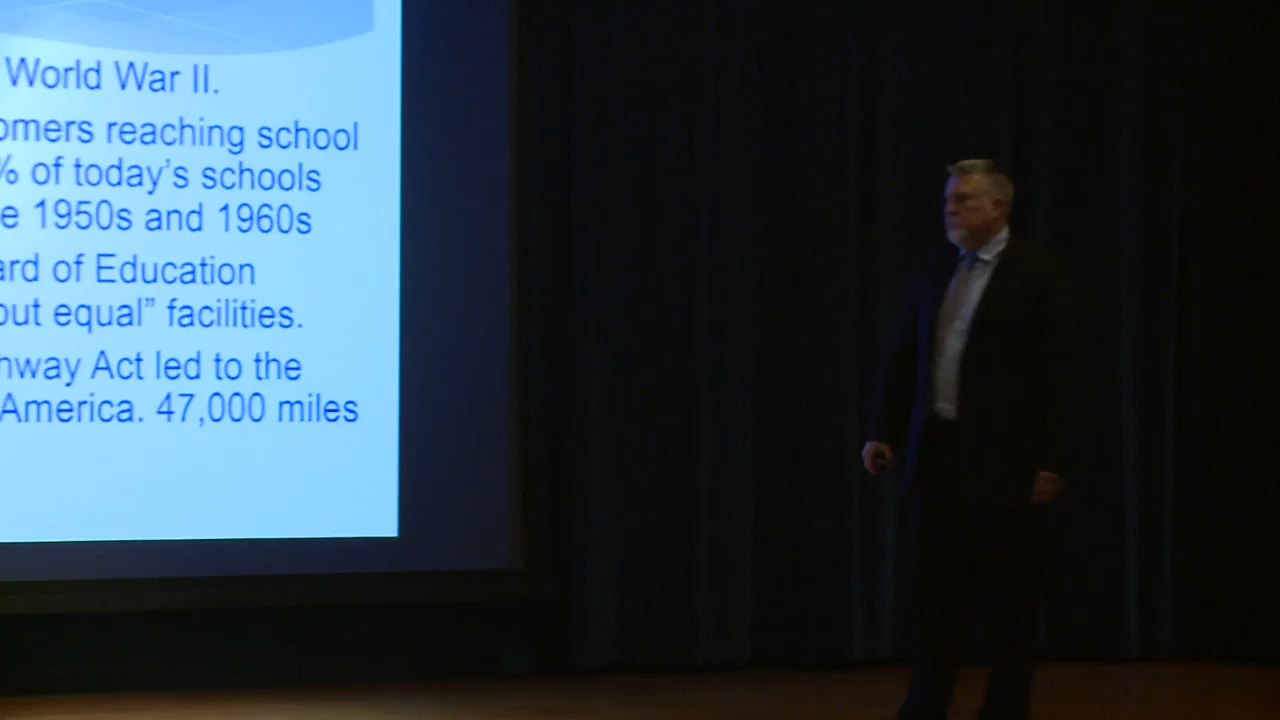 World War II.
omers reaching school
% of today's schools
e 1950s and 1960s
ard of Education
out equal” facilities.
hway Act led to the
America. 47,000 miles